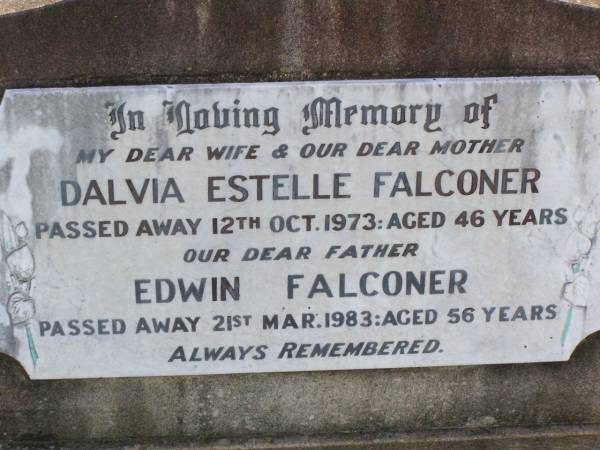 In Loving Memory of
MY DEAR WIFE & OUR DEAR MOTHER
DALVIA ESTELLE FALCONER
PASSED AWAY 12TH OCT. 1973: AGED 46 YEARS
OUR DEAR FATHER
EDWIN FALCONER
PASSED AWAY 21ST MAR. 1983: AGED 56 YEARS
ALWAYS REMEMBERED.